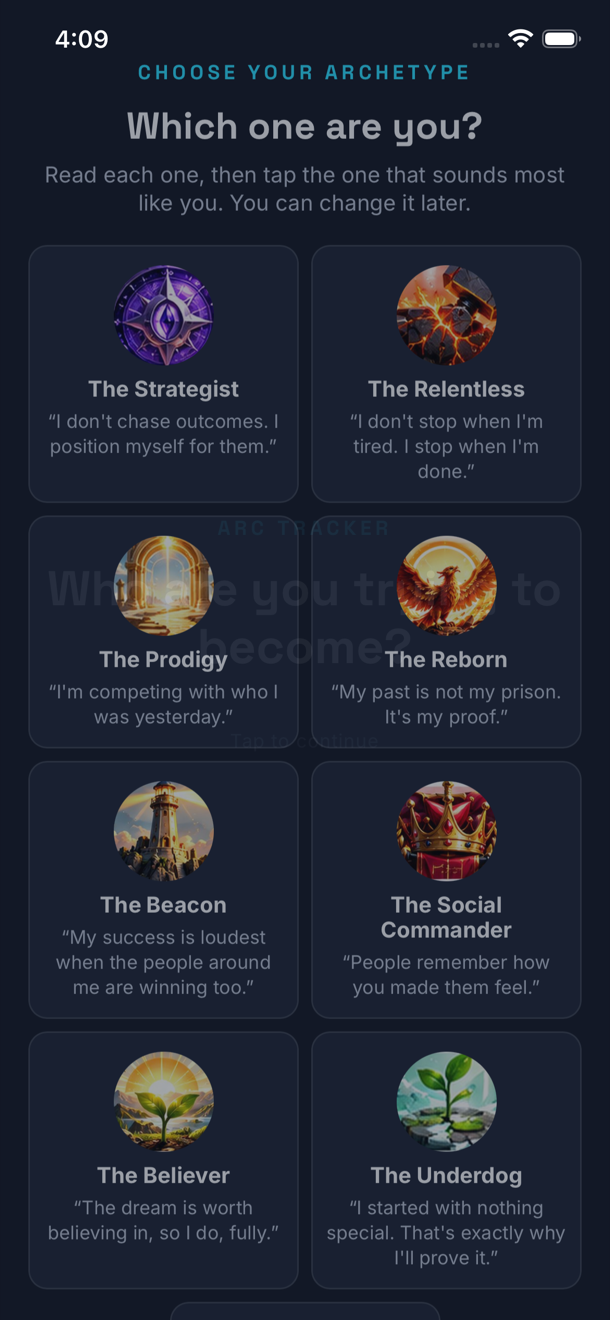 4:09
CHOOSE YOUR ARCHETYPE
Which one are you?
Read each one, then tap the one that sounds most
like you. You can change it later.
The Strategist
“I don't chase outcomes. I
position myself for them.”
The Relentless
“I don't stop when I'm
tired. I stop when I'm
done.”
ARC TRACKER
Who are you trying to
become?
Tap to continue
The Prodigy
“I'm competing with who I
was yesterday.”
The Reborn
“My past is not my prison.
It's my proof.”
The Beacon
“My success is loudest
when the people around
me are winning too.”
The Social
Commander
“People remember how
you made them feel.”
The Believer
“The dream is worth
believing in, so I do, fully.”
The Underdog
“I started with nothing
special. That's exactly why
I'll prove it.”